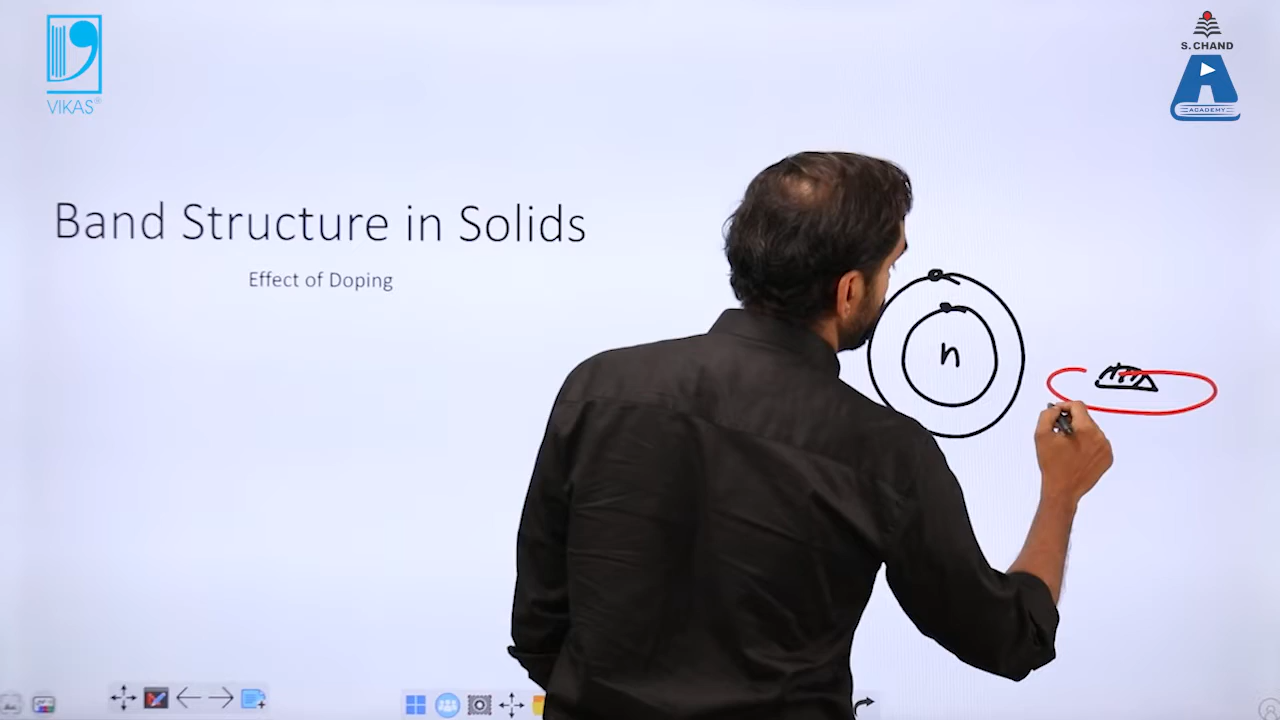 VIKAS®
S. CHAND
ACADEMY
Band Structure in Solids
Effect of Doping
n